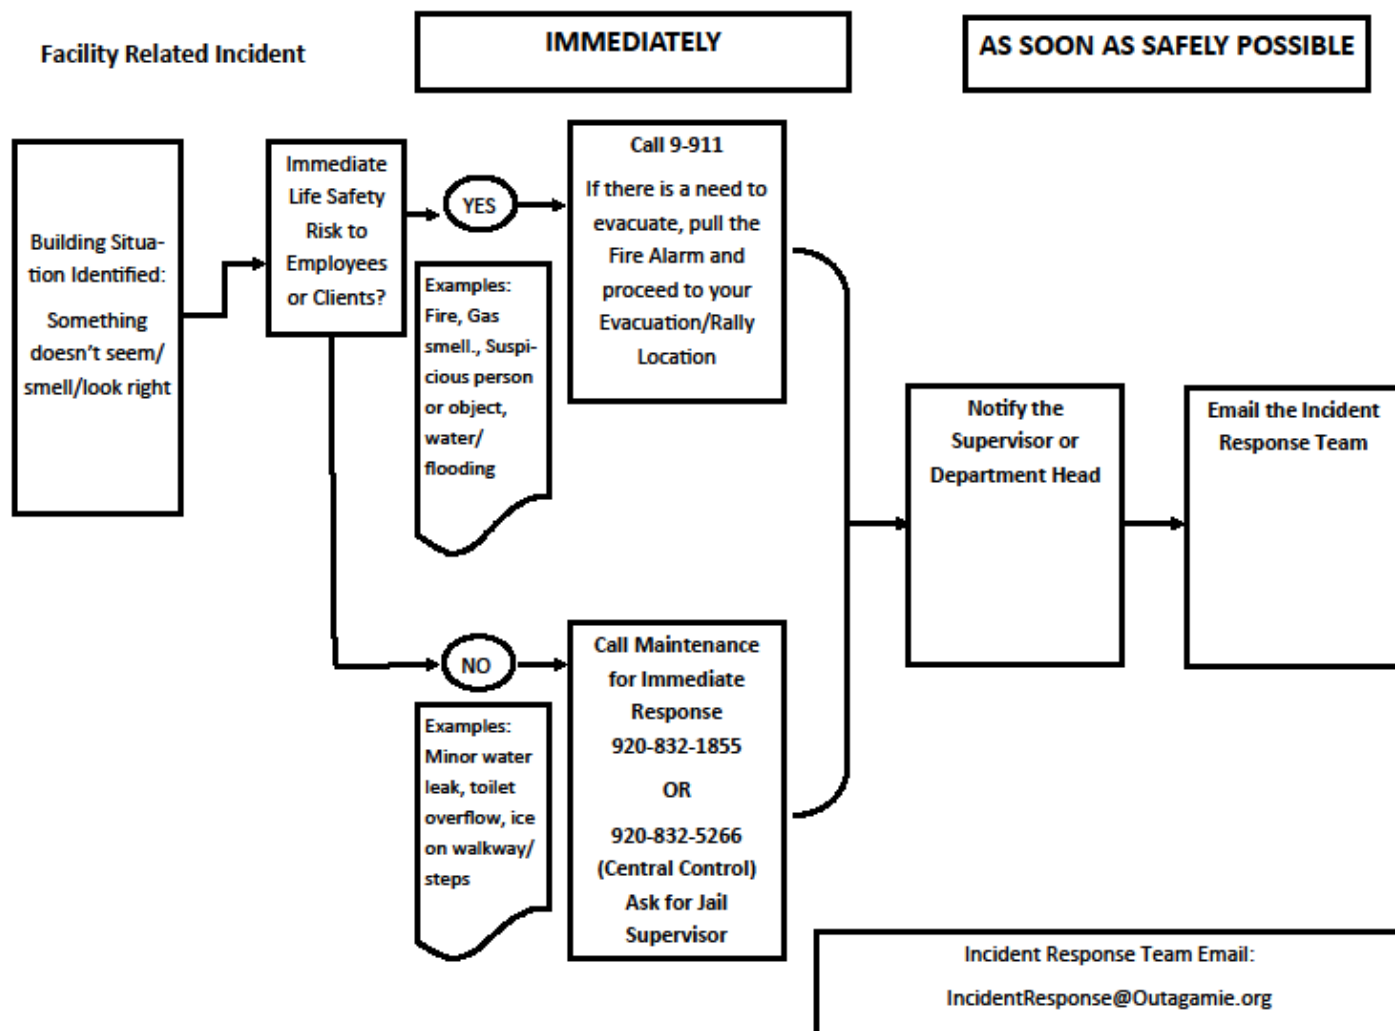 Facility Related Incident
IMMEDIATELY
AS SOON AS SAFELY POSSIBLE
Building Situa-
tion Identified:
Something
doesn't seem/
smell/look right
Immediate
Life Safety
Risk to
Employees
or Clients?
YES
Examples:
Fire, Gas
smell., Suspi-
cious person
or object,
water/
flooding
Call 9-911
If there is a need to
evacuate, pull the
Fire Alarm and
proceed to your
Evacuation/Rally
Location
NO
Examples:
Minor water
leak, toilet
overflow, ice
on walkway/
steps
Call Maintenance
for Immediate
Response
920-832-1855
OR
920-832-5266
(Central Control)
Ask for Jail
Supervisor
Notify the
Supervisor or
Department Head
Email the Incident
Response Team
Incident Response Team Email:
IncidentResponse@Outagamie.org